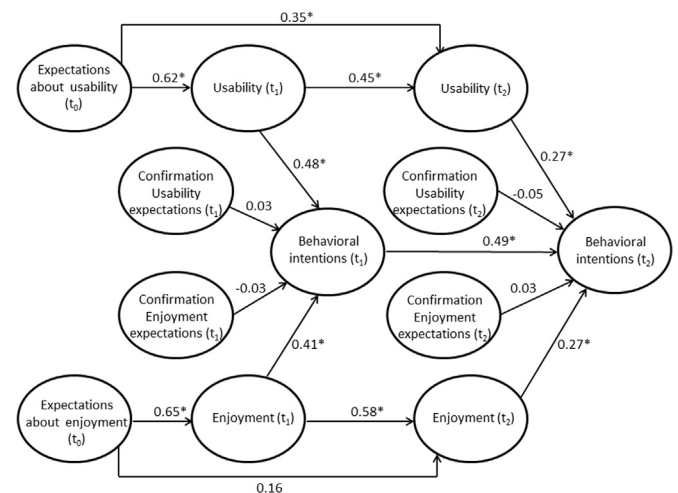 0.35*
Expectations
about usability
(t0)
0.62*
Usability (t1)
0.45*
Usability (t2)
0.48*
0.27*
Confirmation
Usability
expectations (t1)
0.03
Confirmation
Usability
expectations (t2)
-0.05
Behavioral
intentions (t1)
0.49*
Behavioral
intentions (t2)
Confirmation
Enjoyment
expectations (t1)
-0.03
Confirmation
Enjoyment
expectations (t2)
0.03
0.41*
0.27*
Expectations
about enjoyment
(t0)
0.65*
Enjoyment (t1)
0.58*
Enjoyment (t2)
0.16